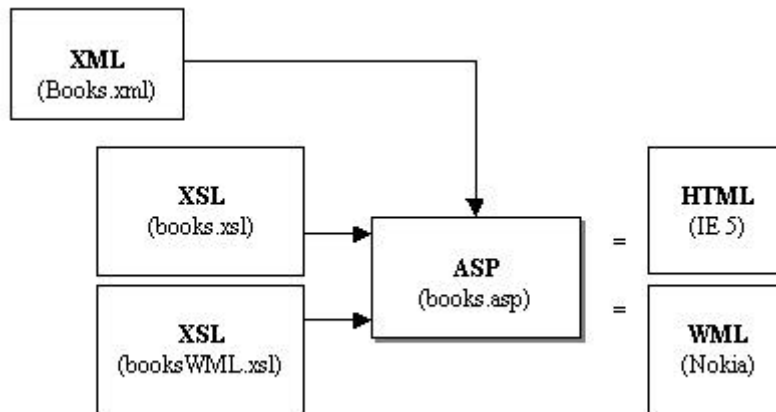 XML
(Books.xml)
XSL
(books.xsl)
XSL
(booksWML.xsl)
ASP
(books.asp)
=
=
HTML
(IE 5)
WML
(Nokia)